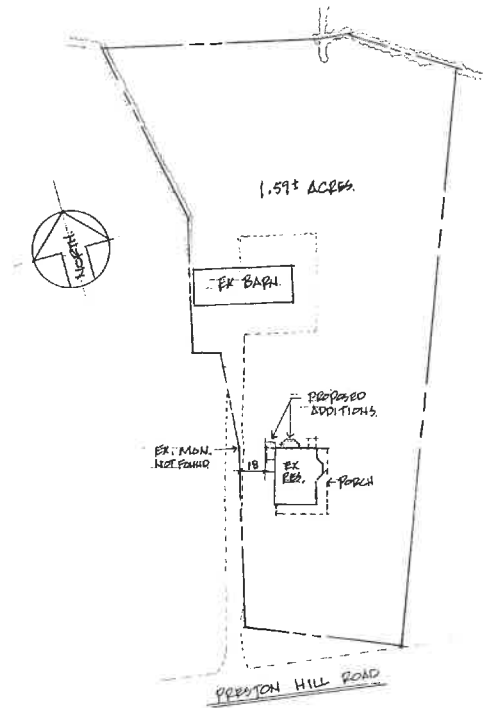 1.59± ACRES.
NORTH
EX BARN.
PROPOSED
ADDITIONS.
EX. MON.
NOT FOUND
18
EX
RES.
PORCH
PRESTON HILL ROAD